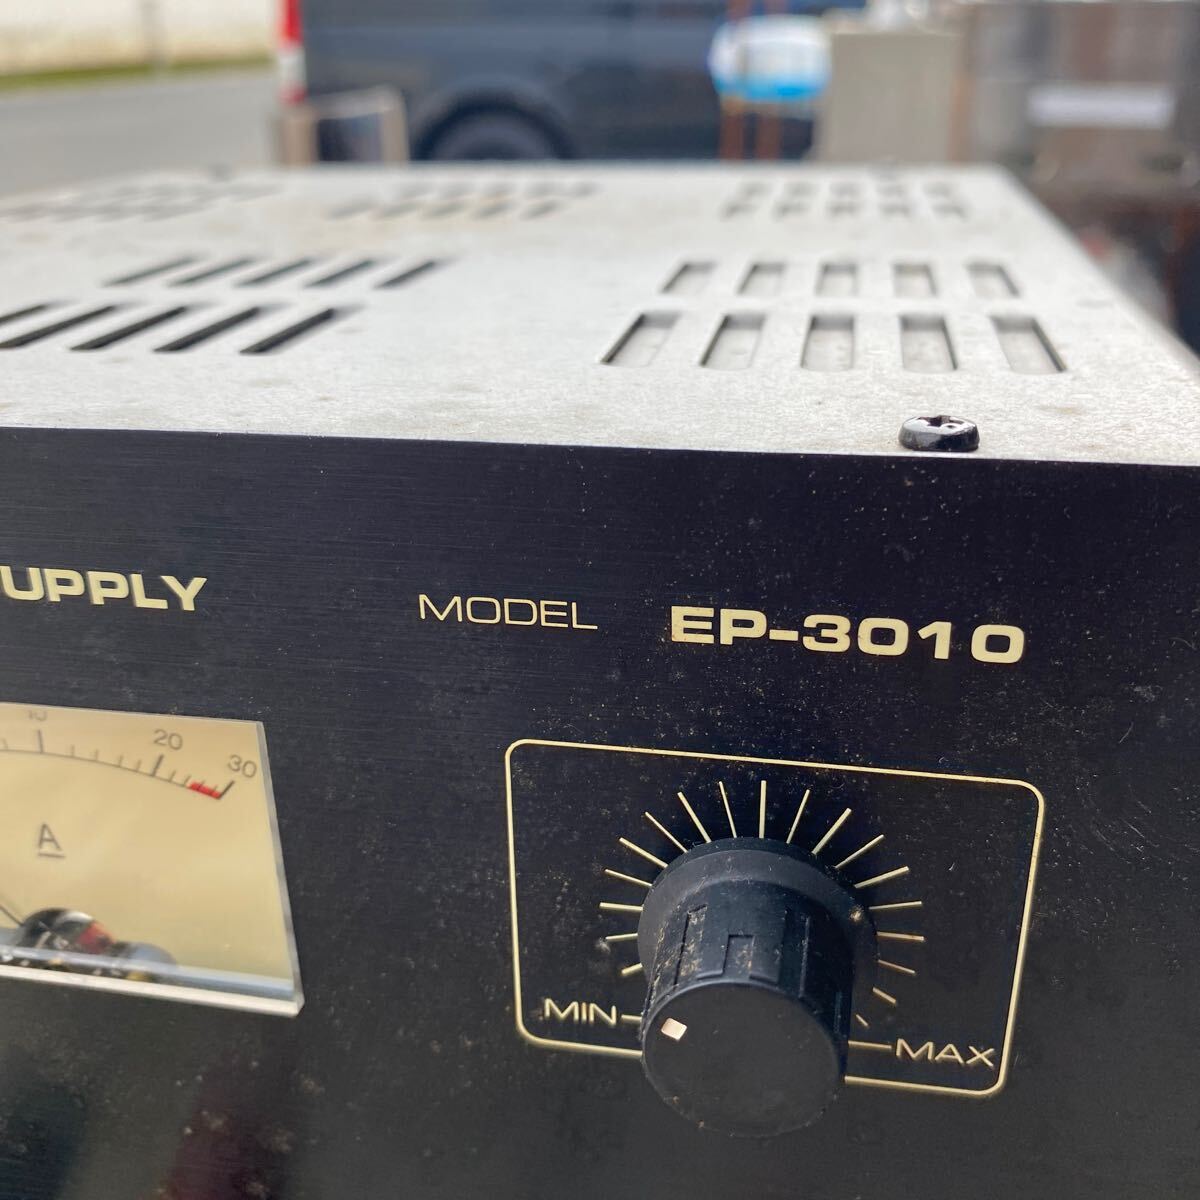 UPPLY
MODEL EP-3010
20
30
A
MIN
MAX